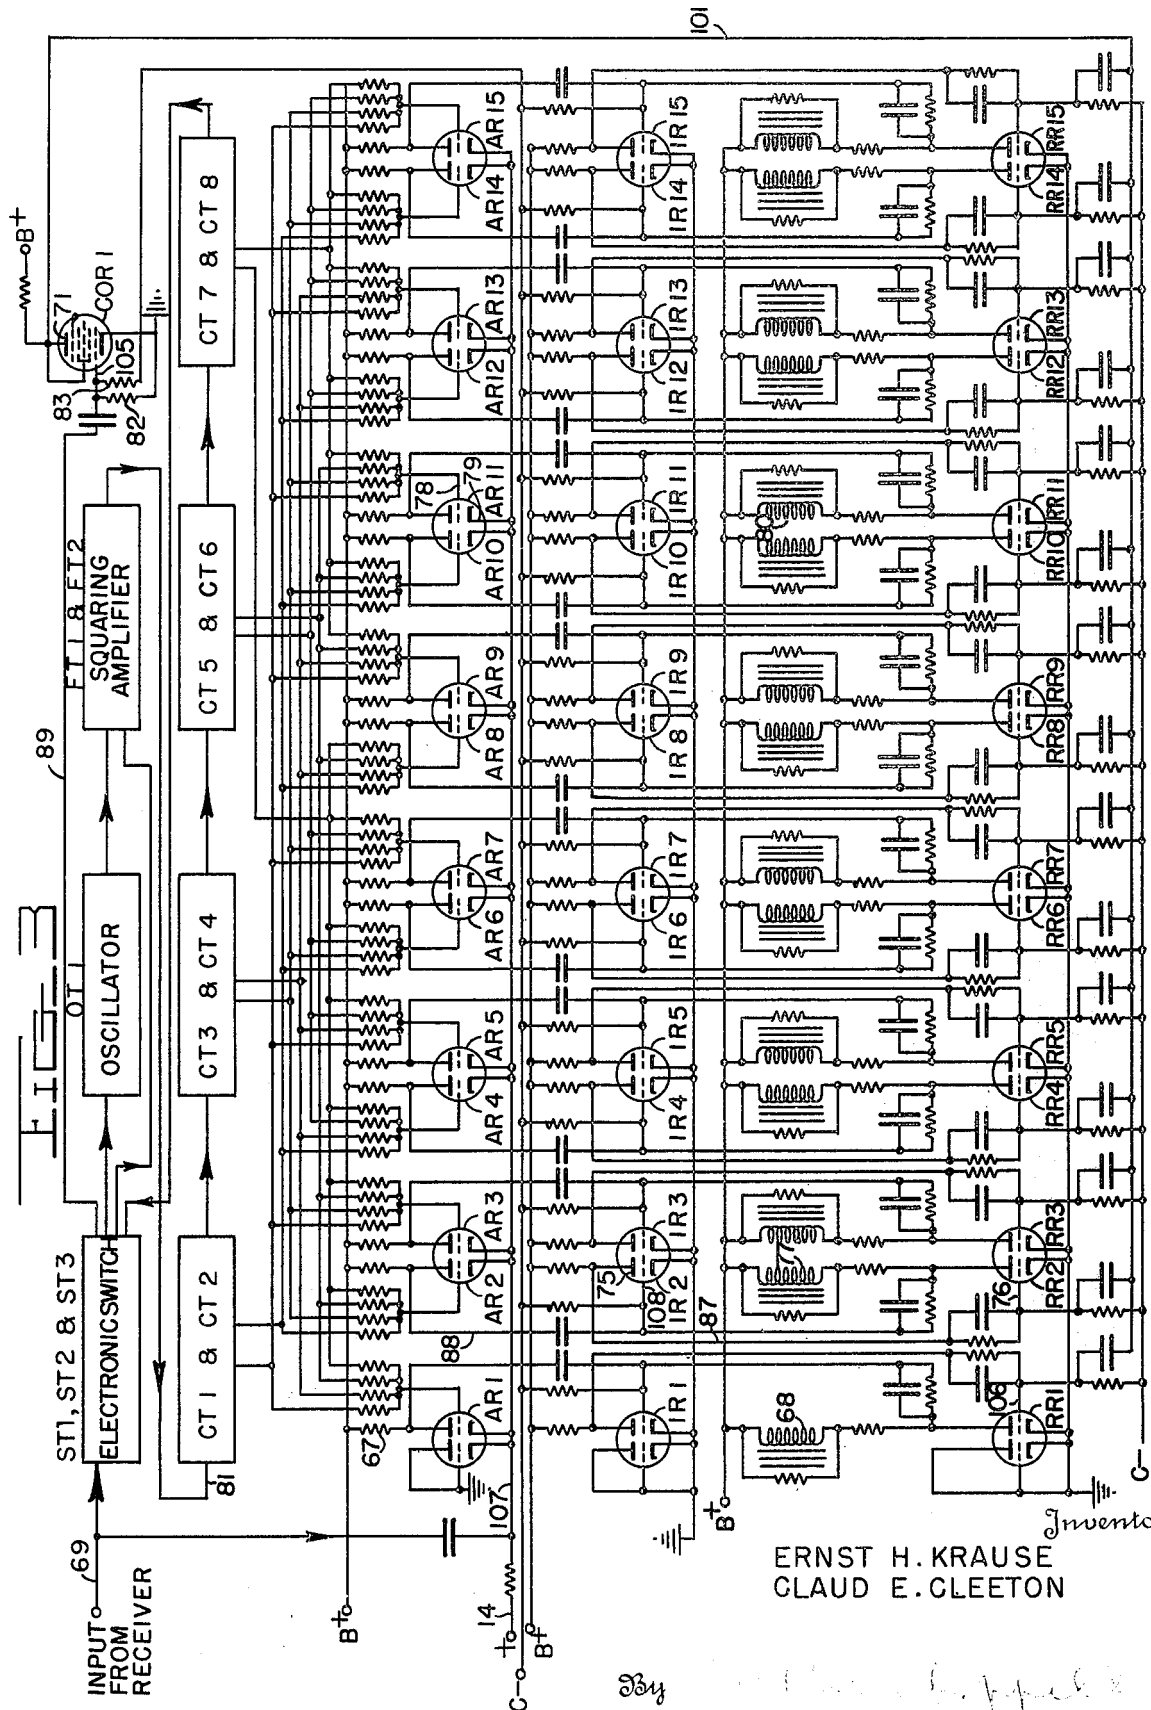 FIG_3
INPUT
FROM
RECEIVER
69
ST1, ST2 & ST3
ELECTRONIC SWITCH
89
OT1
OSCILLATOR
FT1 & FT2
SQUARING
AMPLIFIER
82
83
105
71
COR1
B+
101
81
CT1 & CT2
CT3 & CT4
CT5 & CT6
CT7 & CT8
B+
67
88
78
79
AR1
AR2
AR3
AR4
AR5
AR6
AR7
AR8
AR9
AR10
AR11
AR12
AR13
AR14
AR15
14
107
+
C-
B+
75
108
IR1
IR2
IR3
IR4
IR5
IR6
IR7
IR8
IR9
IR10
IR11
IR12
IR13
IR14
IR15
B+
87
68
77
80
106
76
RR1
RR2
RR3
RR4
RR5
RR6
RR7
RR8
RR9
RR10
RR11
RR12
RR13
RR14
RR15
C-
Invento
ERNST H. KRAUSE
CLAUD E. CLEETON
By